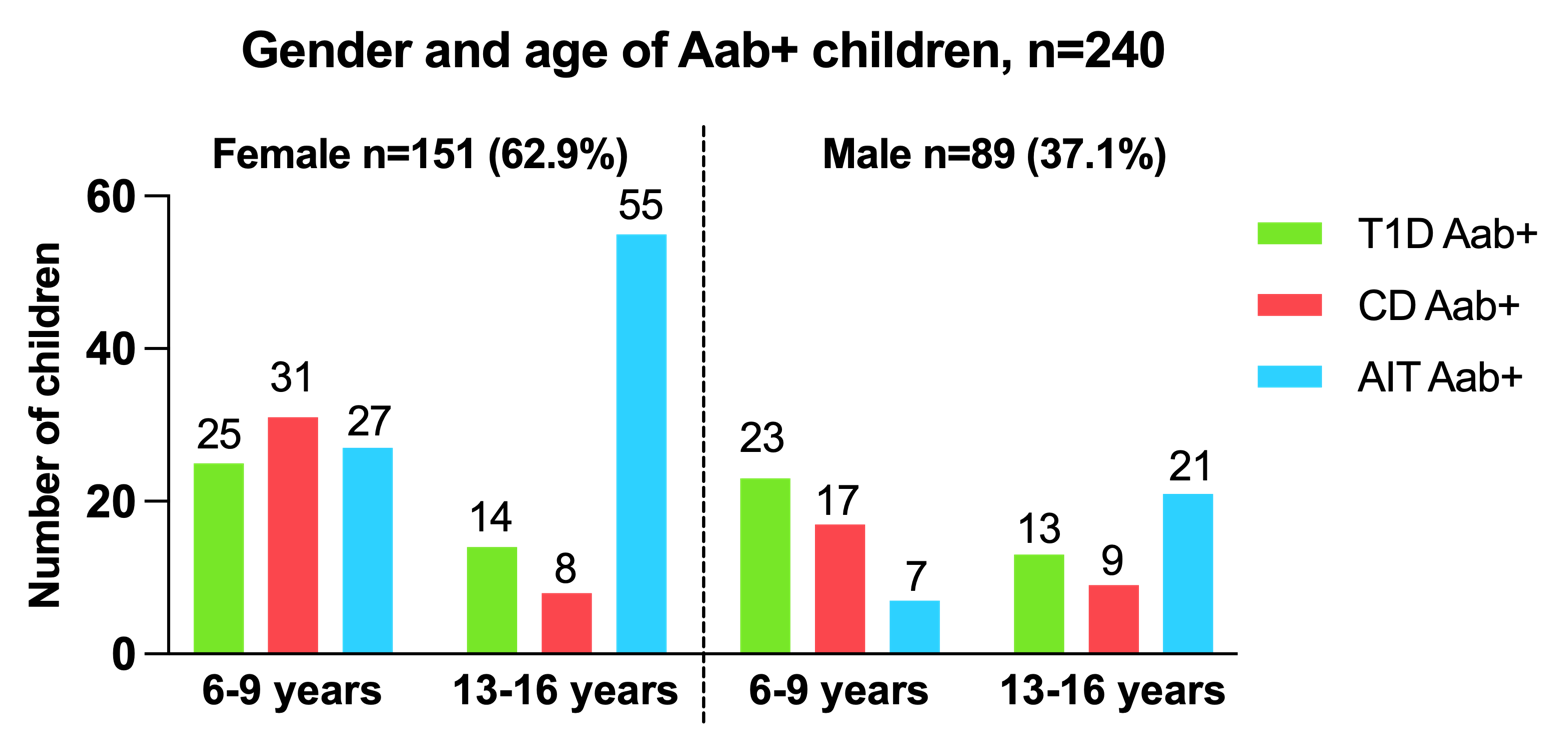 Gender and age of Aab+ children, n=240
Female n=151 (62.9%)
Male n=89 (37.1%)
Number of children
60
40
20
0
25
31
27
14
8
55
23
17
7
13
9
21
6-9 years
13-16 years
6-9 years
13-16 years
T1D Aab+
CD Aab+
AIT Aab+